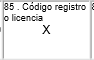 85 . Código registro
o licencia
X